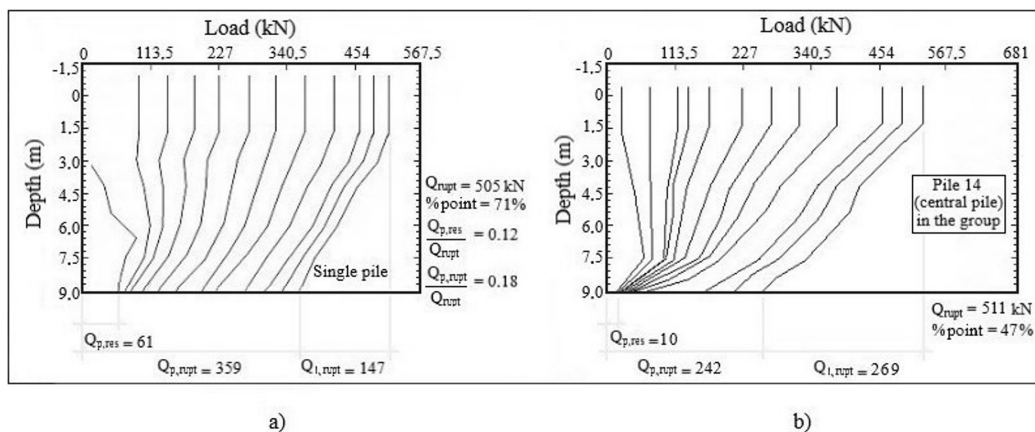 a)
Load (kN)
0 113,5 227 340,5 454 567,5
-1,5
0
1,5
3.0
4.5
6.0
7.5
9.0
Depth (m)
Single pile
Qrupt = 505 kN
%point = 71%
Qp,res
Qrupt
= 0.12
Qp,rupt
Qrupt
= 0.18
Qp,res = 61
Qp,rupt = 359
Ql, rupt = 147
b)
Load (kN)
0 113,5 227 340,5 454 567,5 681
-1,5
0
1,5
3.0
4.5
6.0
7.5
9.0
Depth (m)
Pile 14
(central pile)
in the group
Qrupt = 511 kN
%point = 47%
Qp,res =10
Qp,rupt = 242
Ql, rupt = 269
a)
b)